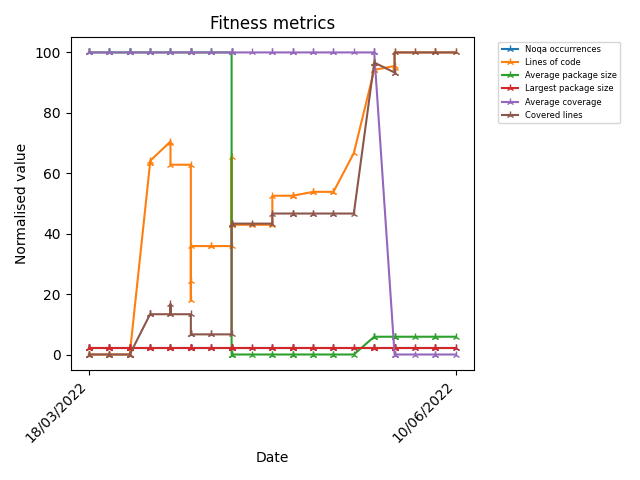 Fitness metrics
Normalised value
100
80
60
40
20
0
18/03/2022
10/06/2022
Date
Noqa occurrences
Lines of code
Average package size
Largest package size
Average coverage
Covered lines